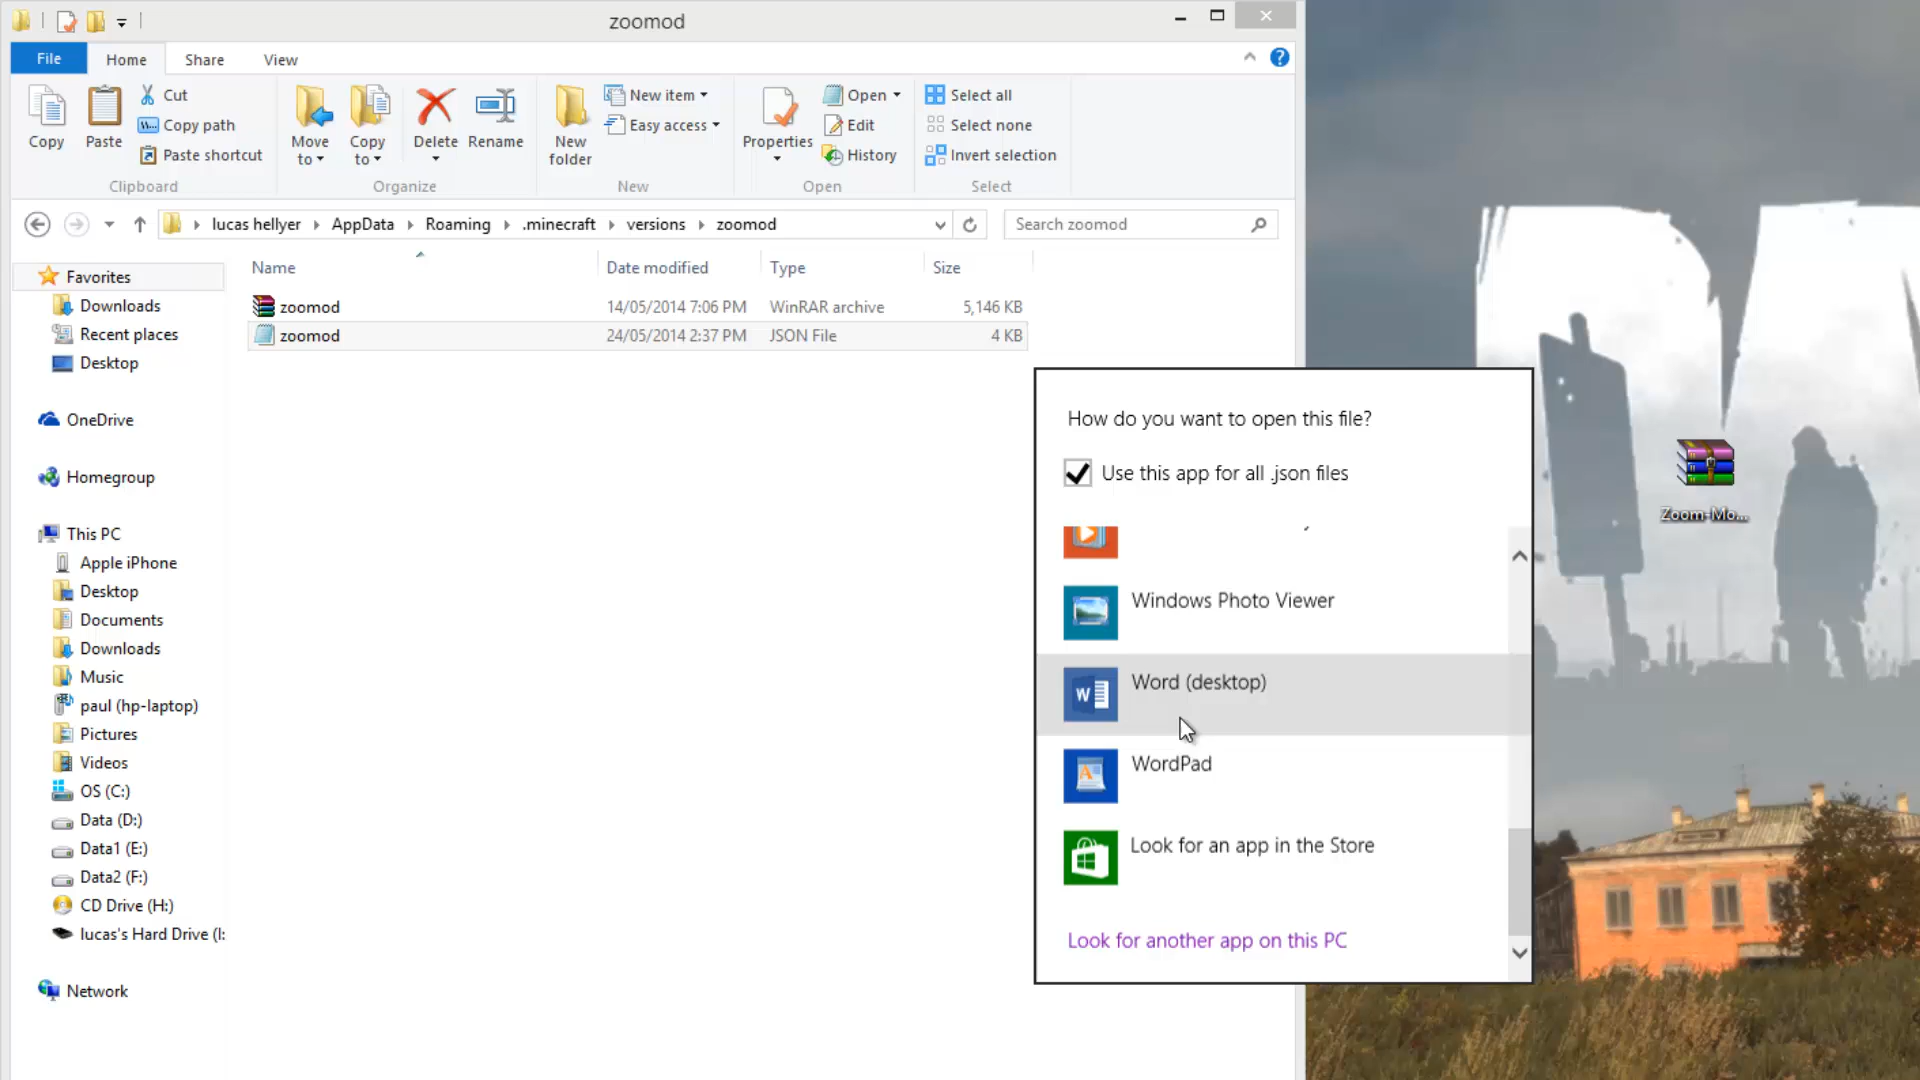 zoomod
File Home Share View
Copy
Paste
Cut
Copy path
Paste shortcut
Clipboard
Move to
Copy to
Delete
Rename
Organize
New folder
New item
Easy access
New
Properties
Open
Edit
History
Open
Select all
Select none
Invert selection
Select
lucas hellyer AppData Roaming .minecraft versions zoomod
Search zoomod
Name Date modified Type Size
zoomod 14/05/2014 7:06 PM WinRAR archive 5,146 KB
zoomod 24/05/2014 2:37 PM JSON File 4 KB
Favorites
Downloads
Recent places
Desktop
OneDrive
Homegroup
This PC
Apple iPhone
Desktop
Documents
Downloads
Music
paul (hp-laptop)
Pictures
Videos
OS (C:)
Data (D:)
Data1 (E:)
Data2 (F:)
CD Drive (H:)
lucas's Hard Drive (I:
Network
How do you want to open this file?
Use this app for all .json files
Windows Photo Viewer
Word (desktop)
WordPad
Look for an app in the Store
Look for another app on this PC
Zoom-Mo...